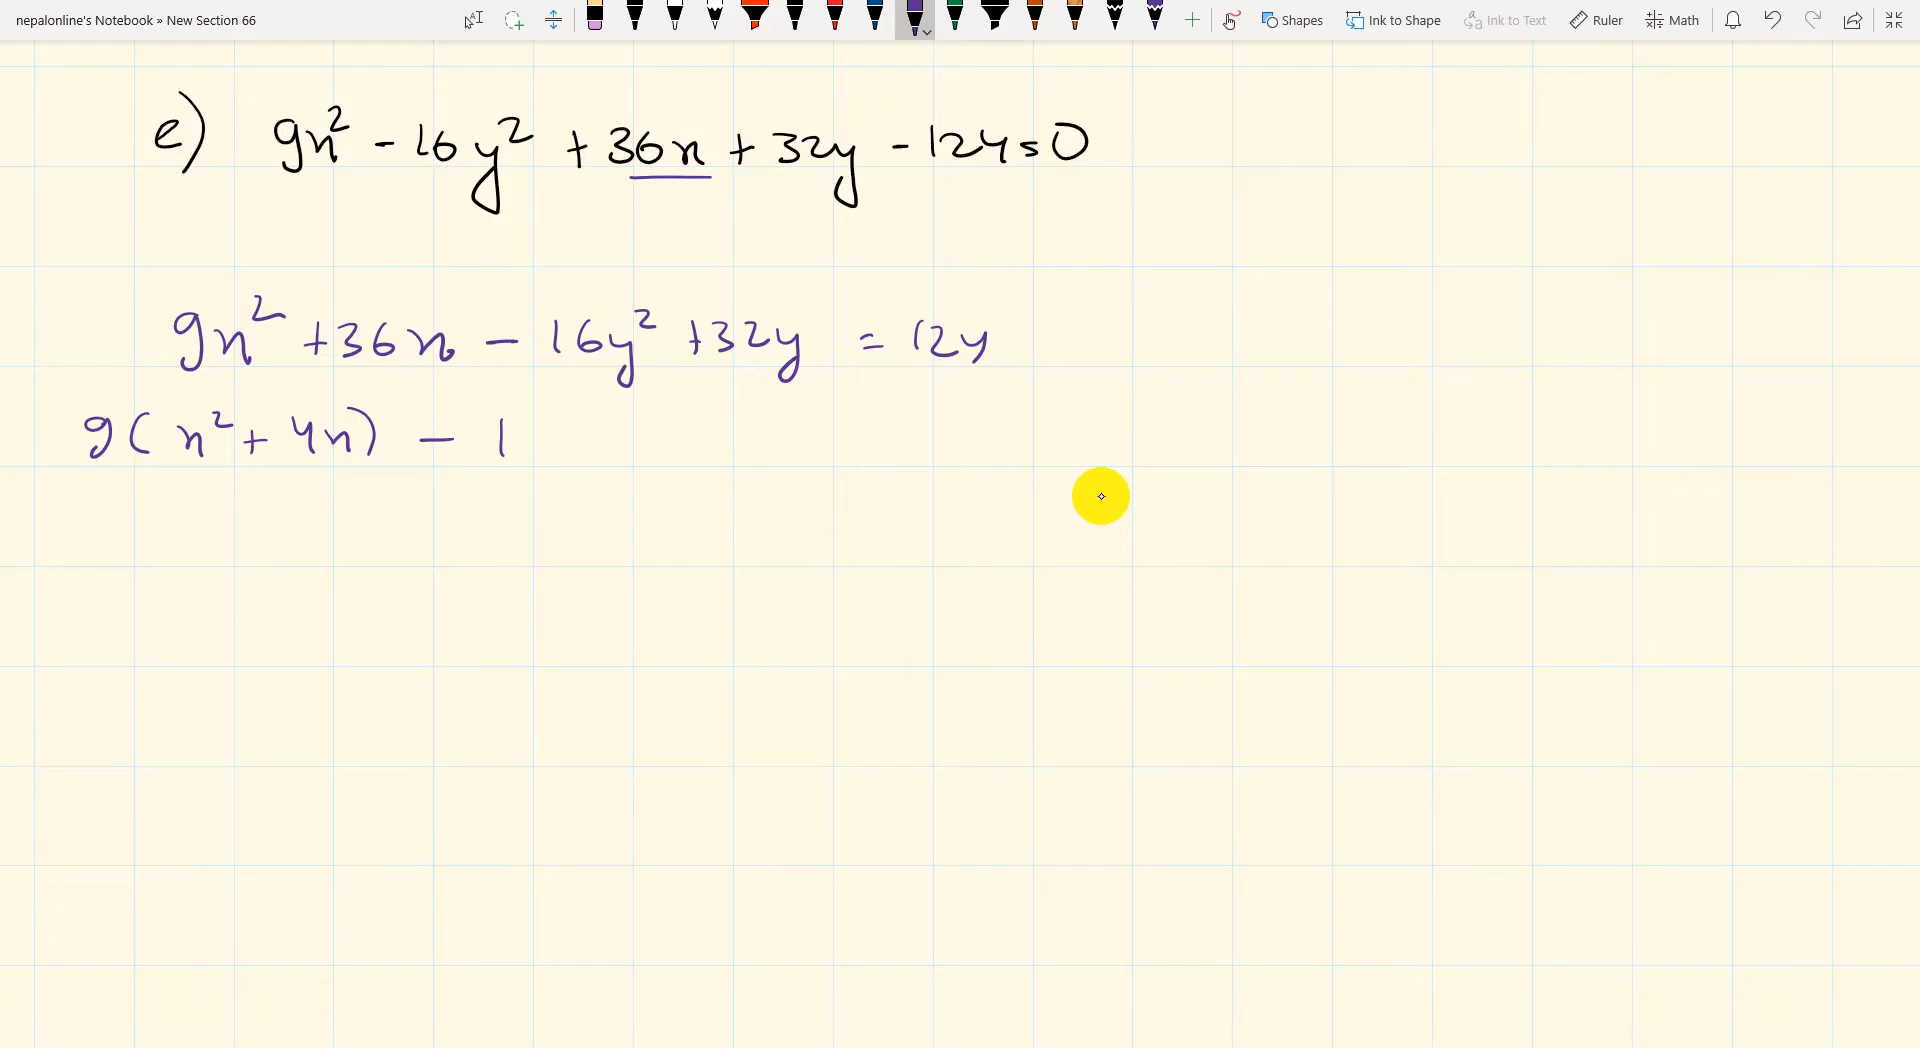 nepalonline's Notebook » New Section 66
Shapes Ink to Shape Ink to Text Ruler Math
e) 9x² - 16y² + 36x + 32y - 124 = 0
9x² + 36x - 16y² + 32y = 124
9(x² + 4x) - 1